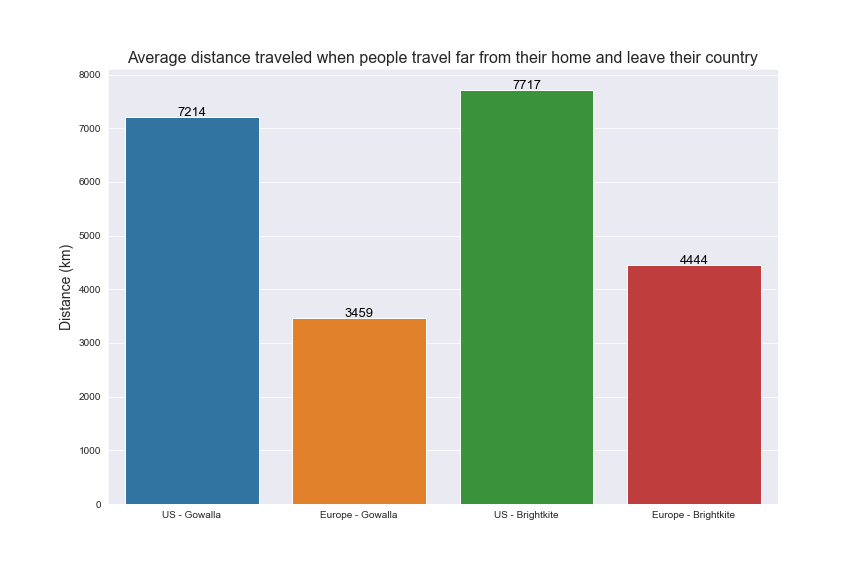 Average distance traveled when people travel far from their home and leave their country
Distance (km)
8000
7000
6000
5000
4000
3000
2000
1000
0
7214
3459
7717
4444
US - Gowalla
Europe - Gowalla
US - Brightkite
Europe - Brightkite